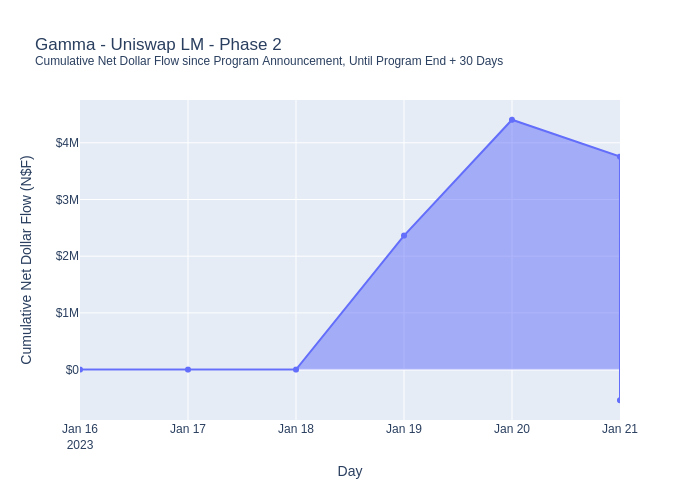 Gamma - Uniswap LM - Phase 2
Cumulative Net Dollar Flow since Program Announcement, Until Program End + 30 Days
Cumulative Net Dollar Flow (N$F)
$4M
$3M
$2M
$1M
$0
Jan 16
2023
Jan 17
Jan 18
Jan 19
Jan 20
Jan 21
Day